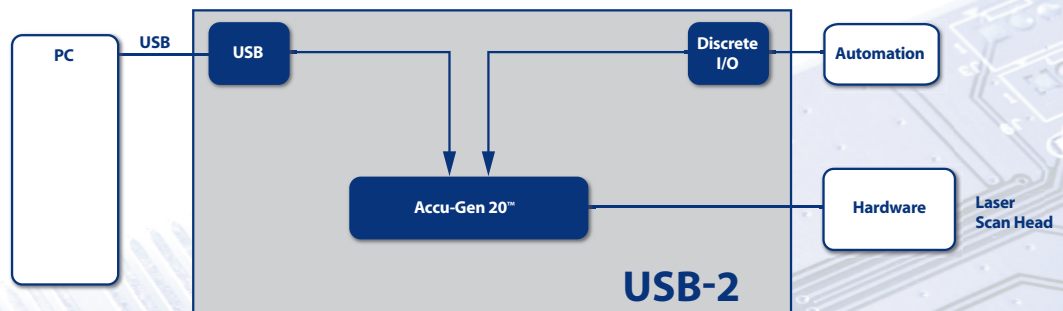 PC
USB
USB
Discrete
I/O
Automation
Accu-Gen 20™
Hardware
Laser
Scan Head
USB-2